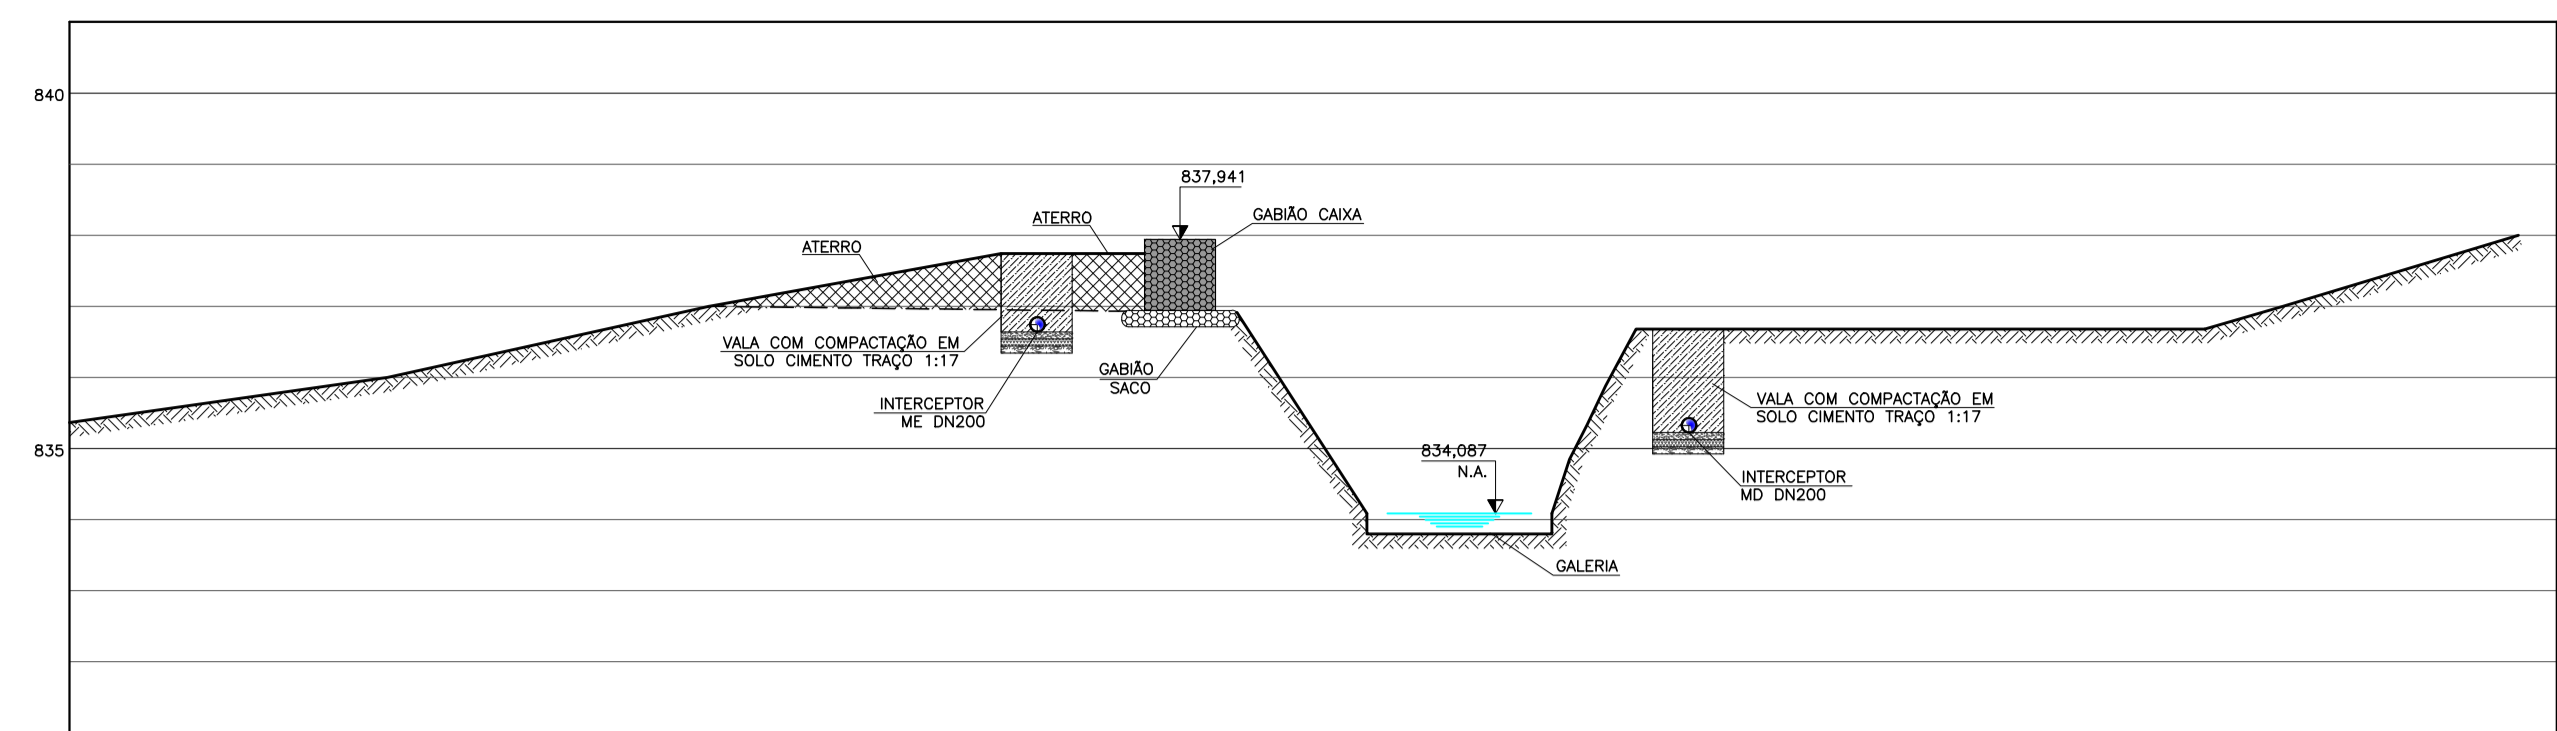 840
837,941
ATERRO
GABIÃO CAIXA
ATERRO
VALA COM COMPACTAÇÃO EM
SOLO CIMENTO TRAÇO 1:17
GABIÃO
SACO
INTERCEPTOR
ME DN200
VALA COM COMPACTAÇÃO EM
SOLO CIMENTO TRAÇO 1:17
835
834,087
N.A.
INTERCEPTOR
MD DN200
GALERIA